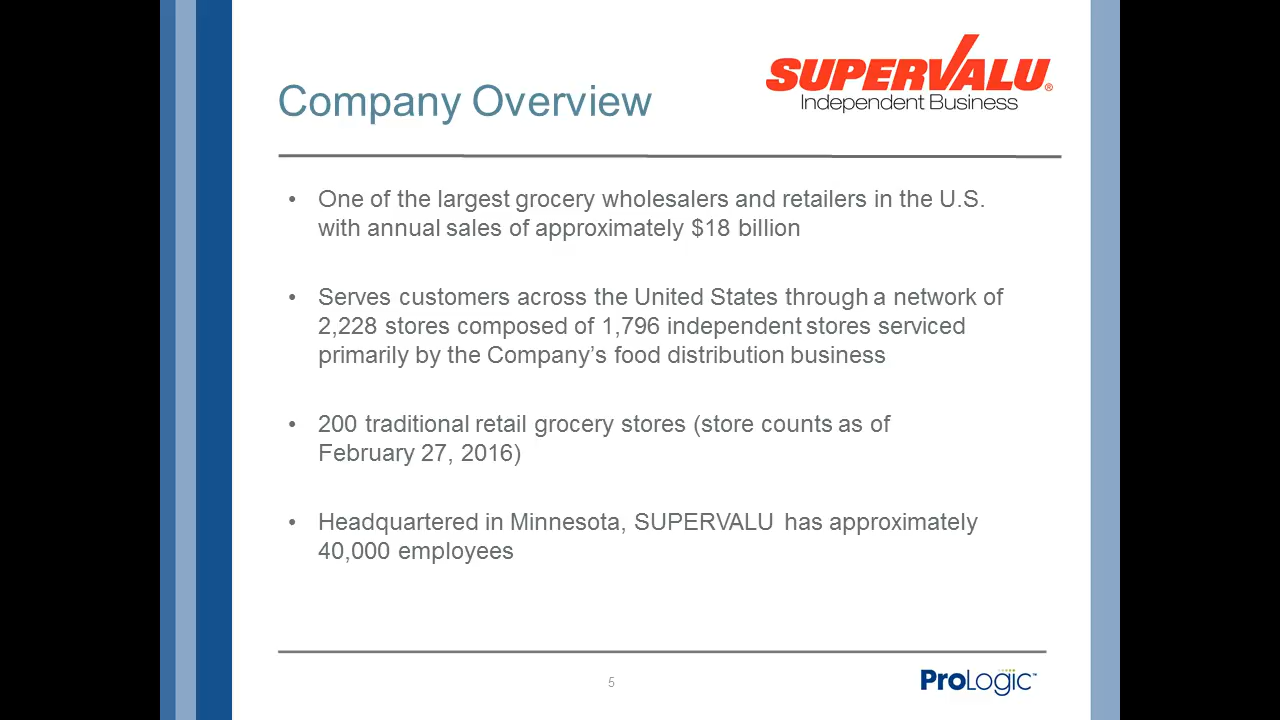 SUPERVALU®
Independent Business
Company Overview
• One of the largest grocery wholesalers and retailers in the U.S.
with annual sales of approximately $18 billion
• Serves customers across the United States through a network of
2,228 stores composed of 1,796 independent stores serviced
primarily by the Company’s food distribution business
• 200 traditional retail grocery stores (store counts as of
February 27, 2016)
• Headquartered in Minnesota, SUPERVALU has approximately
40,000 employees
5
ProLogic™